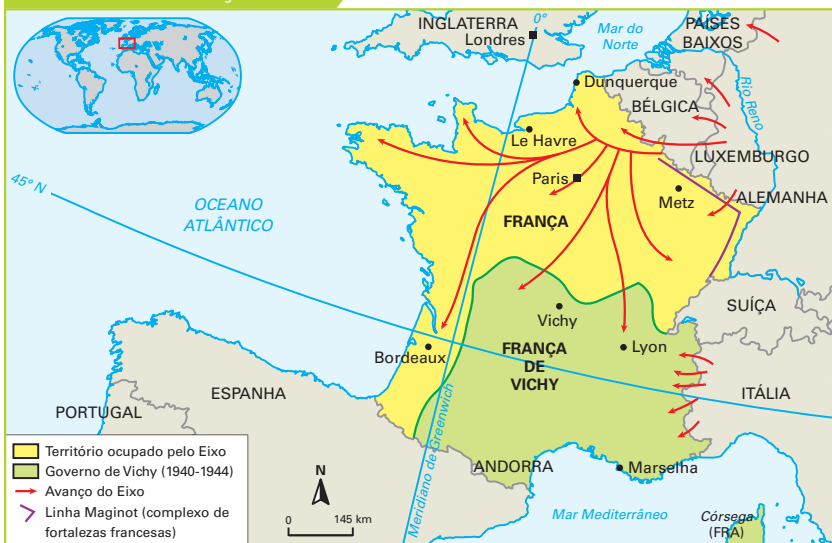 INGLATERRA
Londres
0°
Mar do
Norte
PAÍSES
BAIXOS
Dunquerque
BÉLGICA
Rio Reno
Le Havre
LUXEMBURGO
Paris
Metz
ALEMANHA
45° N
OCEANO
ATLÂNTICO
FRANÇA
SUÍÇA
Vichy
Bordeaux
FRANÇA
DE
VICHY
Lyon
ITÁLIA
ESPANHA
PORTUGAL
Meridiano de Greenwich
ANDORRA
Marselha
Mar Mediterrâneo
Córsega
(FRA)
Território ocupado pelo Eixo
Governo de Vichy (1940-1944)
Avanço do Eixo
Linha Maginot (complexo de
fortalezas francesas)
N
0 145 km